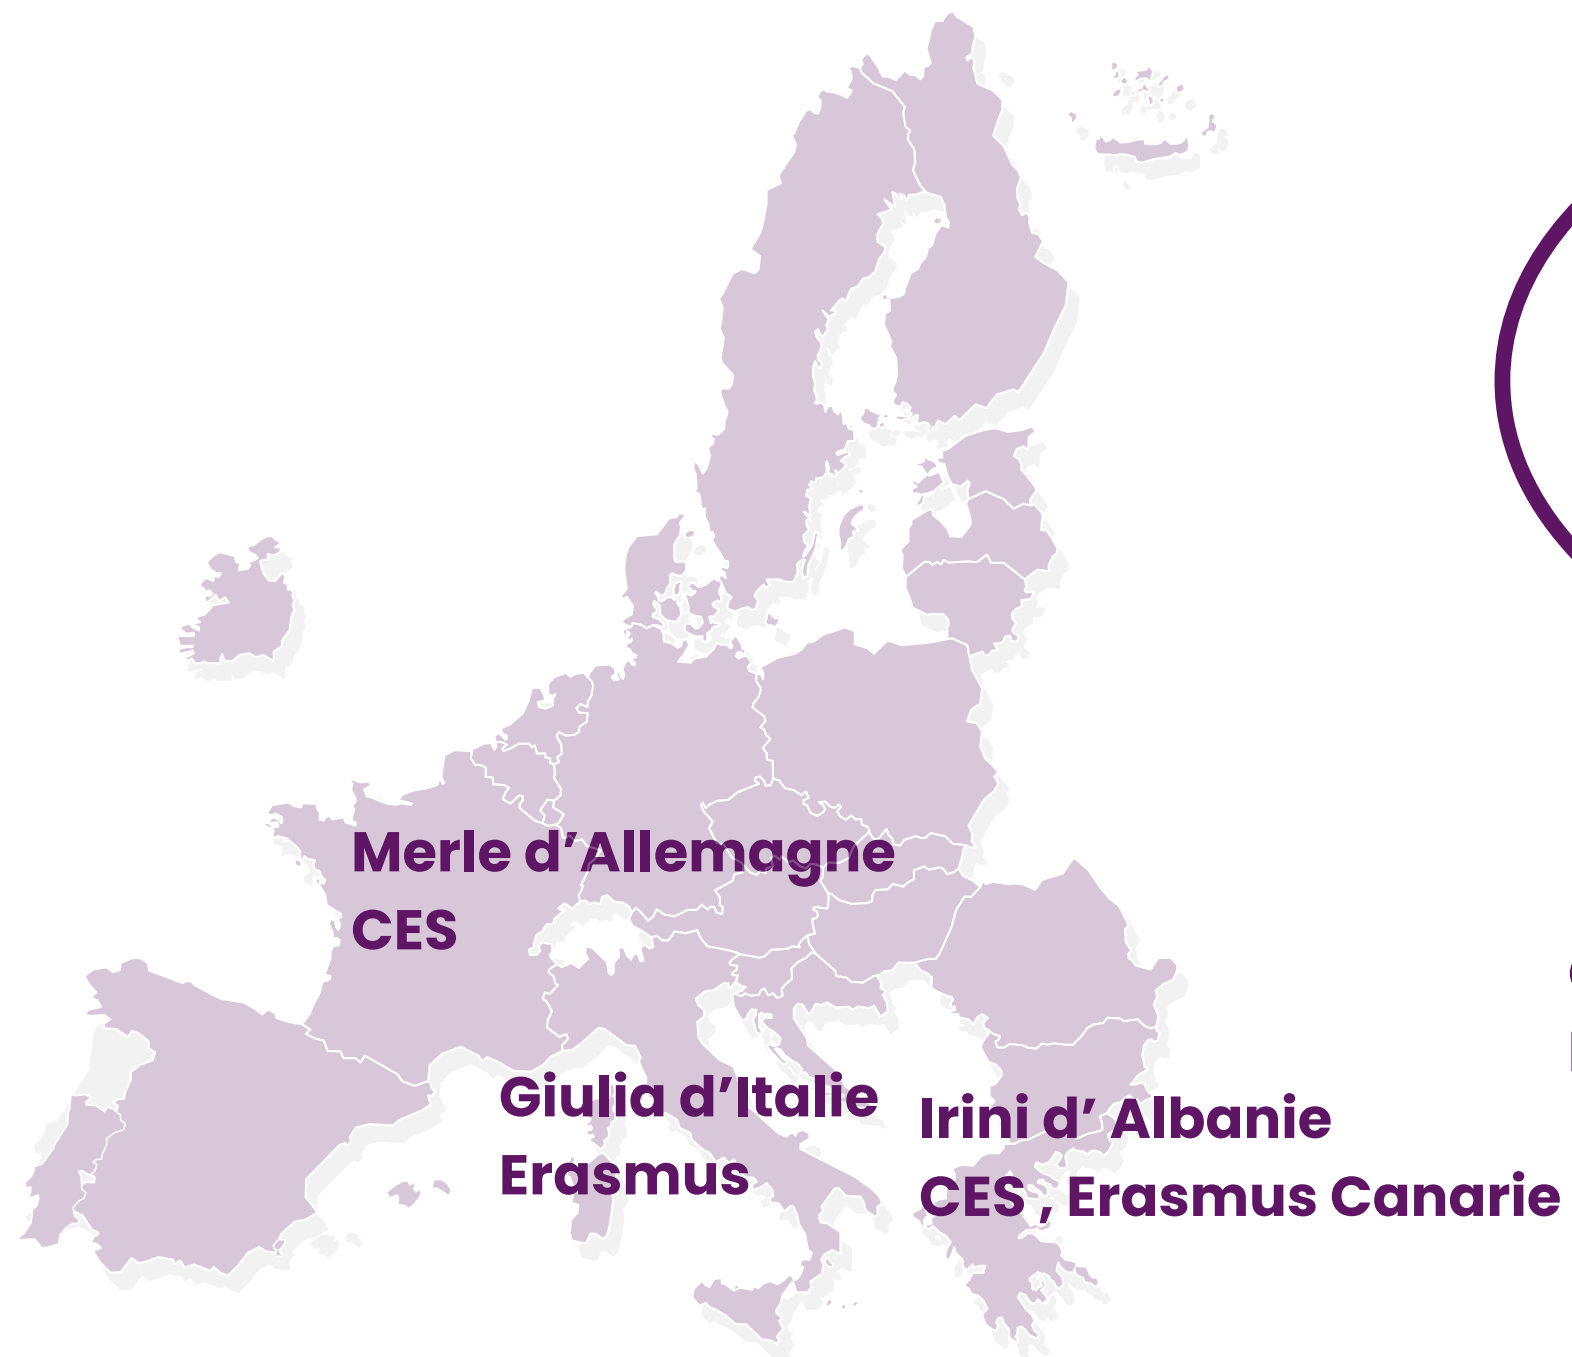 Merle d’Allemagne
CES
Giulia d’Italie
Erasmus
Irini d’ Albanie
CES , Erasmus Canarie